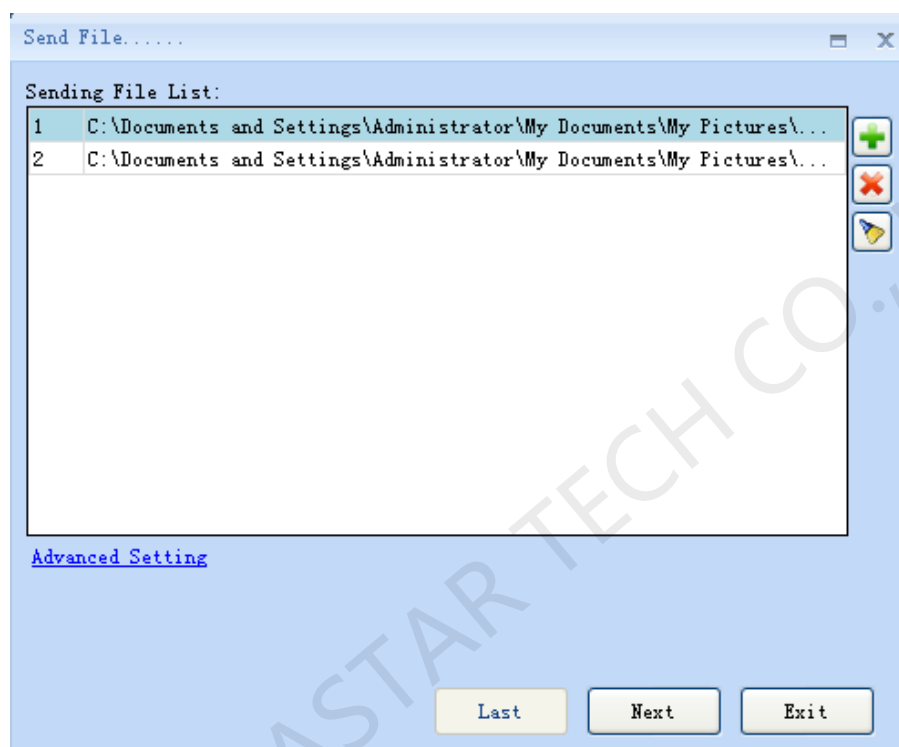 Send File......
Sending File List:
1 C:\Documents and Settings\Administrator\My Documents\My Pictures\...
2 C:\Documents and Settings\Administrator\My Documents\My Pictures\...
Advanced Setting
Last Next Exit
ASTAR TECH CO.,